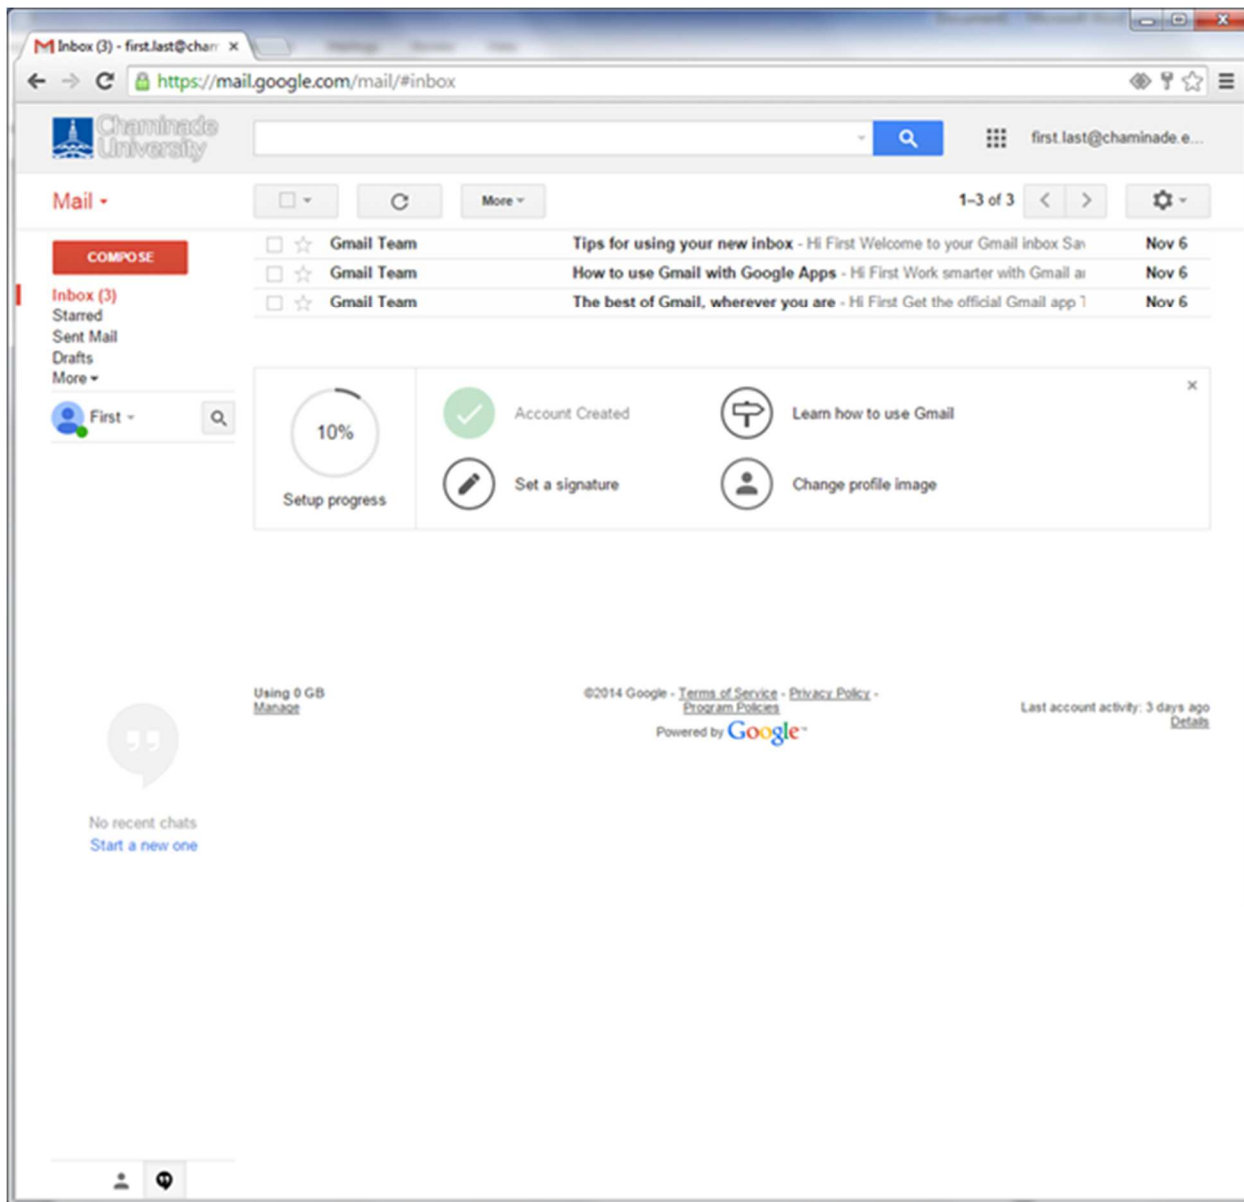 Inbox (3) - first.last@cham
https://mail.google.com/mail/#inbox
Chaminade
University
first.last@chaminade.e...
Mail
More
1–3 of 3
COMPOSE
Inbox (3)
Starred
Sent Mail
Drafts
More
First
Gmail Team Tips for using your new inbox - Hi First Welcome to your Gmail inbox Sav Nov 6
Gmail Team How to use Gmail with Google Apps - Hi First Work smarter with Gmail ar Nov 6
Gmail Team The best of Gmail, wherever you are - Hi First Get the official Gmail app T Nov 6
10%
Setup progress
Account Created
Learn how to use Gmail
Set a signature
Change profile image
Using 0 GB
Manage
©2014 Google - Terms of Service - Privacy Policy -
Program Policies
Powered by Google™
Last account activity: 3 days ago
Details
No recent chats
Start a new one